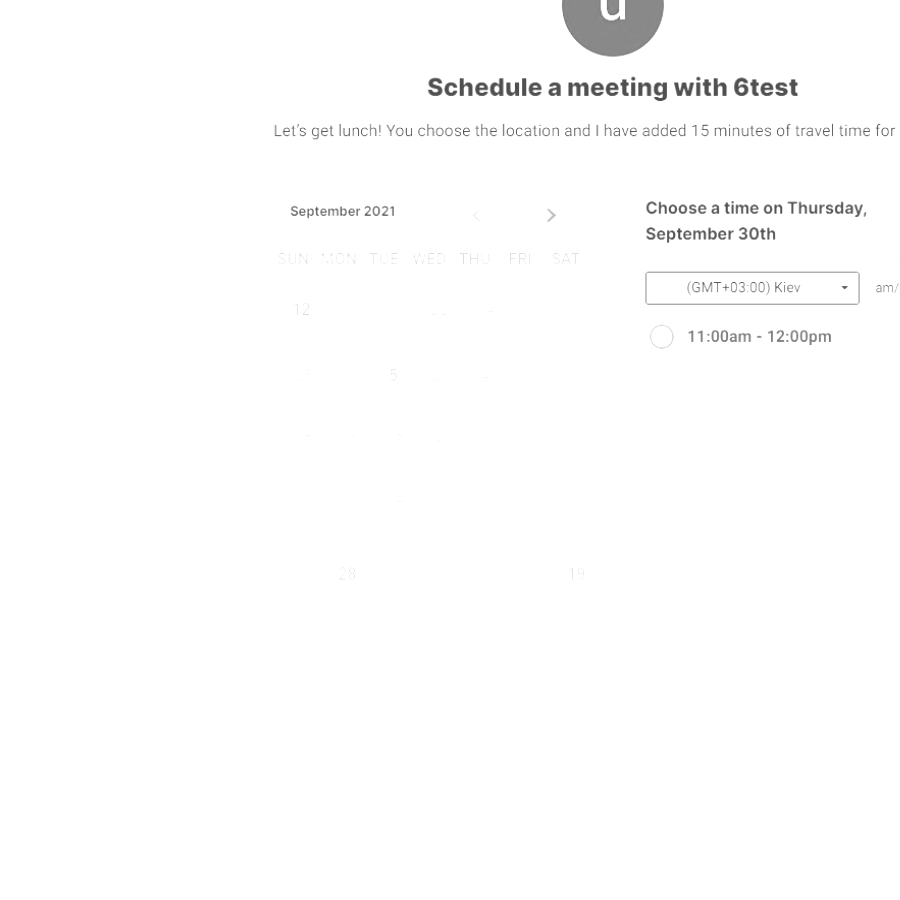 u
Schedule a meeting with 6test
Let's get lunch! You choose the location and I have added 15 minutes of travel time for
September 2021
SUN MON TUE WED THU FRI SAT
12
5
28 19
Choose a time on Thursday,
September 30th
(GMT+03:00) Kiev am/
11:00am - 12:00pm